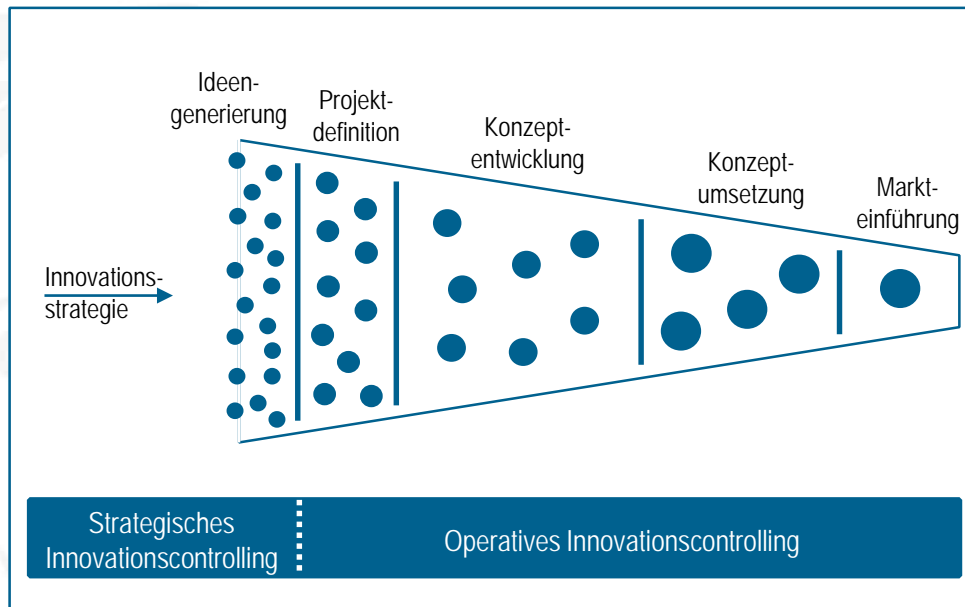 Ideen-
generierung
Projekt-
definition
Konzept-
entwicklung
Konzept-
umsetzung
Markt-
einführung
Innovations-
strategie
Strategisches
Innovationscontrolling
Operatives Innovationscontrolling